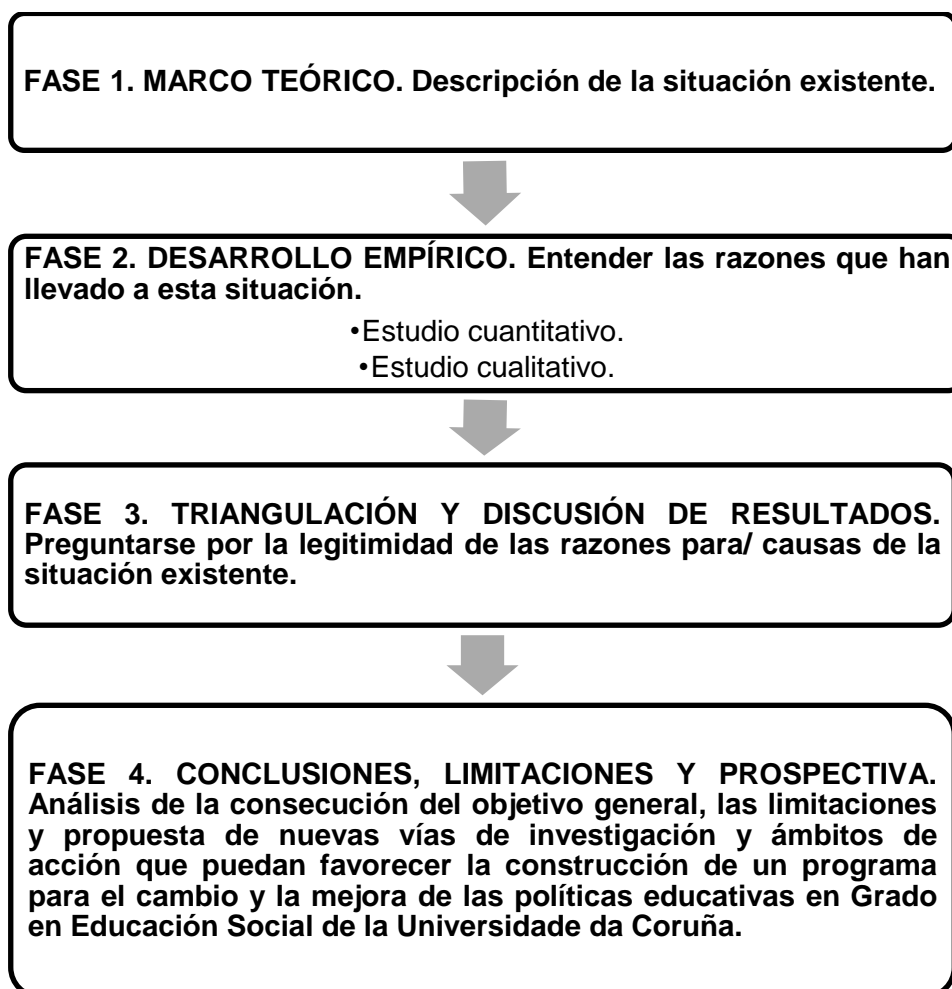 FASE 1. MARCO TEÓRICO. Descripción de la situación existente.
FASE 2. DESARROLLO EMPÍRICO. Entender las razones que han
llevado a esta situación.
•Estudio cuantitativo.
•Estudio cualitativo.
FASE 3. TRIANGULACIÓN Y DISCUSIÓN DE RESULTADOS.
Preguntarse por la legitimidad de las razones para/ causas de la
situación existente.
FASE 4. CONCLUSIONES, LIMITACIONES Y PROSPECTIVA.
Análisis de la consecución del objetivo general, las limitaciones
y propuesta de nuevas vías de investigación y ámbitos de
acción que puedan favorecer la construcción de un programa
para el cambio y la mejora de las políticas educativas en Grado
en Educación Social de la Universidade da Coruña.